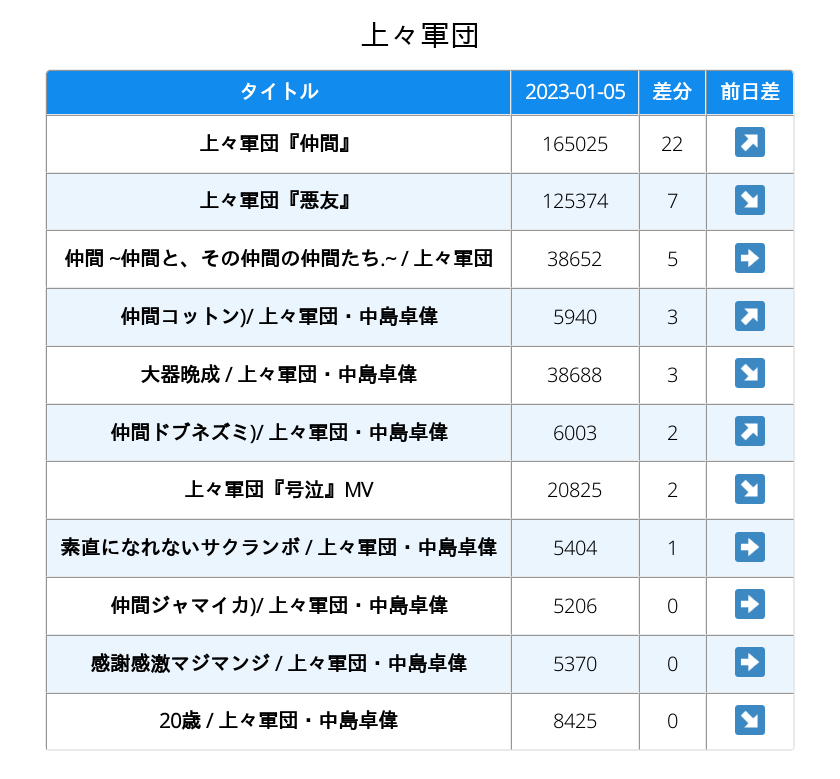 上々軍団
タイトル 2023-01-05 差分 前日差
上々軍団『仲間』 165025 22
上々軍団『悪友』 125374 7
仲間 ~仲間と、その仲間の仲間たち.~ / 上々軍団 38652 5
仲間コットン)/ 上々軍団・中島卓偉 5940 3
大器晩成 / 上々軍団・中島卓偉 38688 3
仲間ドブネズミ)/ 上々軍団・中島卓偉 6003 2
上々軍団『号泣』MV 20825 2
素直になれないサクランボ / 上々軍団・中島卓偉 5404 1
仲間ジャマイカ)/ 上々軍団・中島卓偉 5206 0
感謝感激マジマンジ / 上々軍団・中島卓偉 5370 0
20歳 / 上々軍団・中島卓偉 8425 0